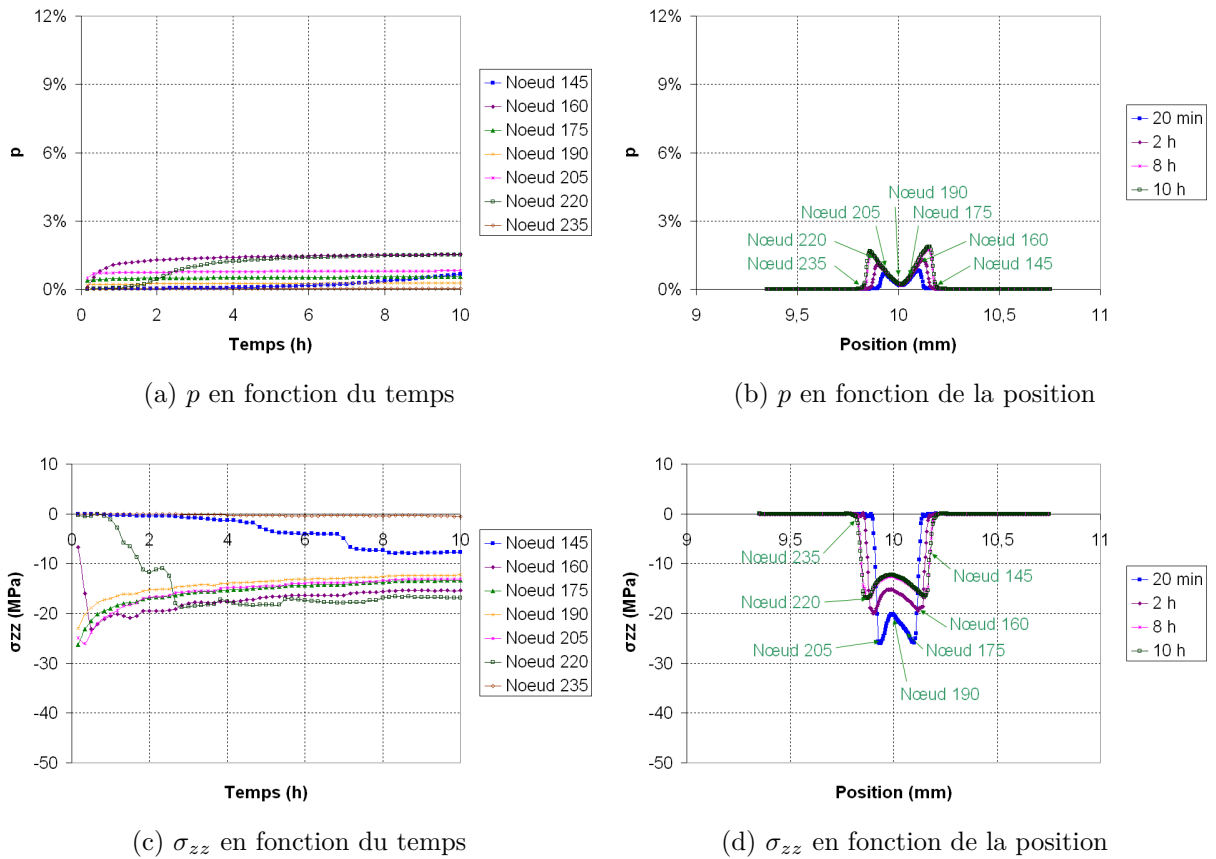 12%
9%
6%
3%
0%
p
0 2 4 6 8 10
Temps (h)
Noeud 145
Noeud 160
Noeud 175
Noeud 190
Noeud 205
Noeud 220
Noeud 235
(a) p en fonction du temps
12%
9%
6%
3%
0%
p
Nœud 190
Nœud 205
Nœud 175
Nœud 220
Nœud 160
Nœud 235
Nœud 145
9 9,5 10 10,5 11
Position (mm)
20 min
2 h
8 h
10 h
(b) p en fonction de la position
10
0
-10
-20
-30
-40
-50
σzz (MPa)
0 2 4 6 8 10
Temps (h)
Noeud 145
Noeud 160
Noeud 175
Noeud 190
Noeud 205
Noeud 220
Noeud 235
(c) σzz en fonction du temps
10
0
-10
-20
-30
-40
-50
σzz (MPa)
9 9,5 10 10,5 11
Nœud 235
Nœud 145
Nœud 220
Nœud 160
Nœud 205
Nœud 175
Nœud 190
Position (mm)
20 min
2 h
8 h
10 h
(d) σzz en fonction de la position